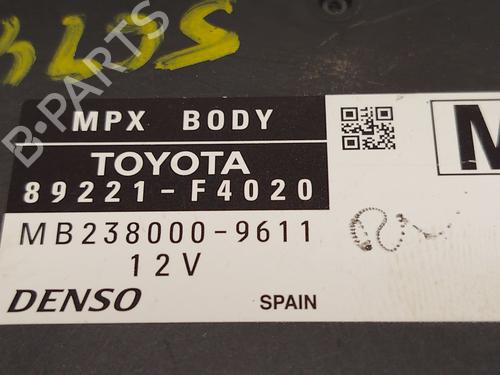 MPX BODY
TOYOTA
89221-F4020
MB238000-9611
12V
DENSO
SPAIN
M
B-PARTS